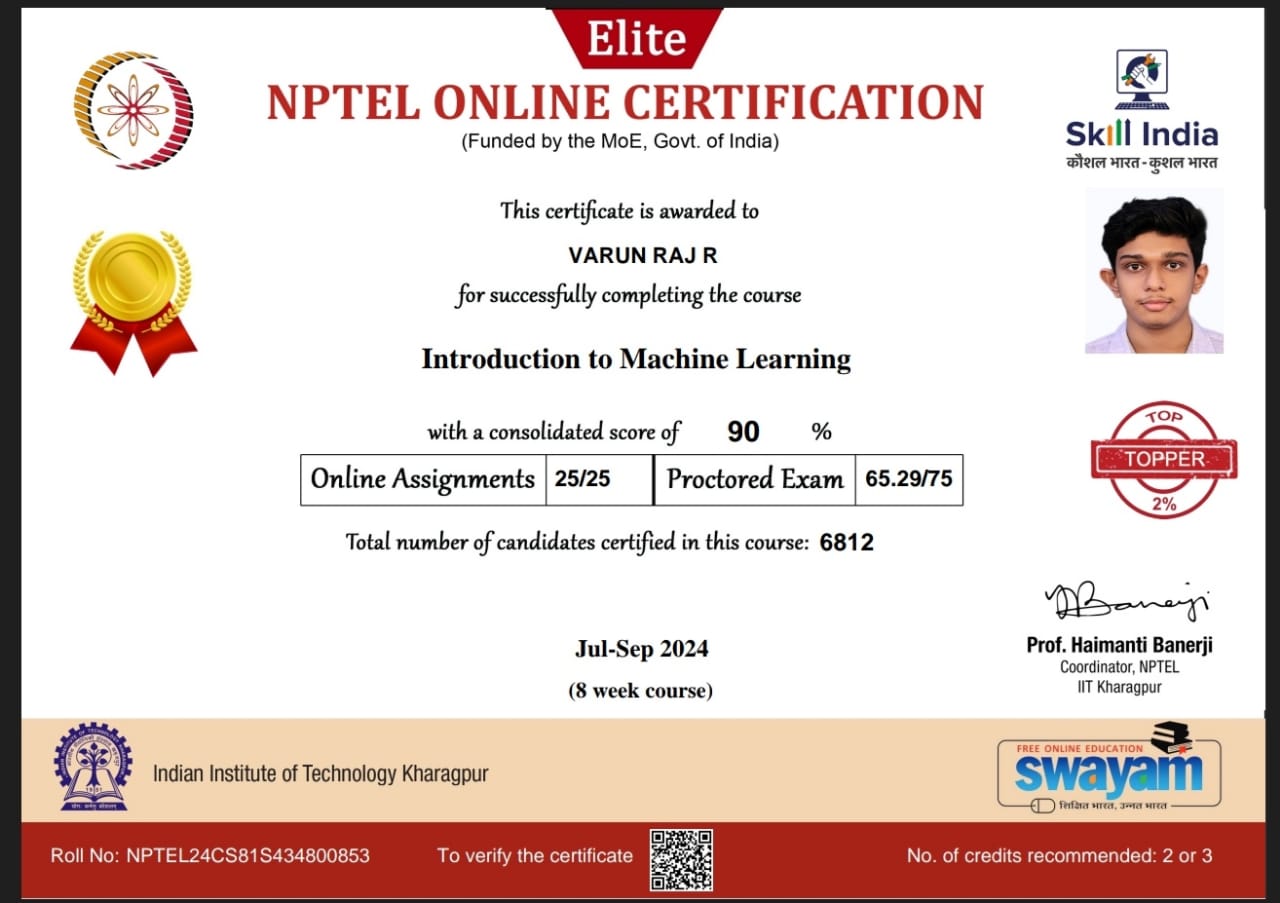 Elite
NPTEL ONLINE CERTIFICATION
(Funded by the MoE, Govt. of India)
Skill India
कौशल भारत - कुशल भारत
This certificate is awarded to
VARUN RAJ R
for successfully completing the course
Introduction to Machine Learning
with a consolidated score of 90 %
Online Assignments 25/25 Proctored Exam 65.29/75
TOP
TOPPER
2%
Total number of candidates certified in this course: 6812
Jul-Sep 2024
(8 week course)
Prof. Haimanti Banerji
Coordinator, NPTEL
IIT Kharagpur
Indian Institute of Technology Kharagpur
1951
FREE ONLINE EDUCATION
swayam
शिक्षित भारत, उन्नत भारत
Roll No: NPTEL24CS81S434800853 To verify the certificate No. of credits recommended: 2 or 3